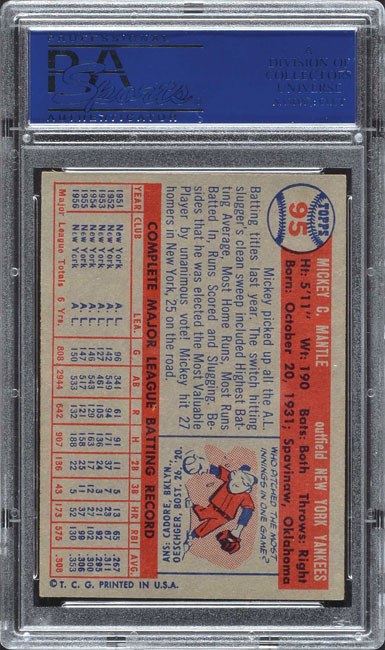 PROFESSIONAL
PSA
AUTHENTICATOR
A
DIVISION OF
COLLECTORS
UNIVERSE
TOPPS
95
MICKEY C. MANTLE outfield NEW YORK YANKEES
Ht: 5'11" Wt: 190 Bats: Both Throws: Right
Born: October 20, 1931; Spavinaw, Oklahoma
Mickey picked up all the A.L.
Batting titles last year. The switch hitting
slugger's clean sweep included Highest Bat-
ting Average, Most Home Runs, Most Runs
Batted In, Runs Scored and Slugging. Be-
sides that he was elected the Most Valuable
Player by unanimous vote! Mickey hit 27
homers in New York 25 on the road.
WHO PITCHED THE MOST
INNINGS IN ONE GAME?
ANS: CADORE, BKLYN.
OESCHGER, BOST. 26, '20.
COMPLETE MAJOR LEAGUE BATTING RECORD
YEAR CLUB LEA. G AB R H 2B 3B HR RBI AVG.
1951 New York A. L. 96 341 61 91 11 5 13 65 .267
1952 New York A. L. 142 549 94 171 37 7 23 87 .311
1953 New York A. L. 127 461 105 136 24 3 21 92 .295
1954 New York A. L. 146 543 129 163 17 12 27 102 .300
1955 New York A. L. 147 517 121 158 25 11 37 99 .306
1956 New York A. L. 150 533 132 188 22 5 52 130 .353
Major League Totals 6 Yrs. 808 2944 642 907 136 43 173 575 .308
© T. C. G. PRINTED IN U.S.A.